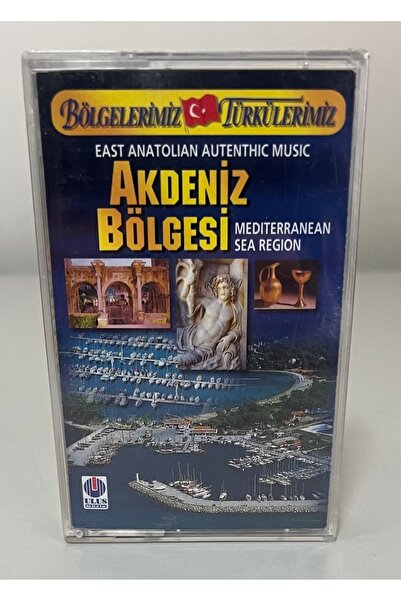 BÖLGELERİMİZ TÜRKÜLERİMİZ
EAST ANATOLIAN AUTENTHIC MUSIC
AKDENİZ
BÖLGESİ
MEDITERRANEAN
SEA REGION
ULUS